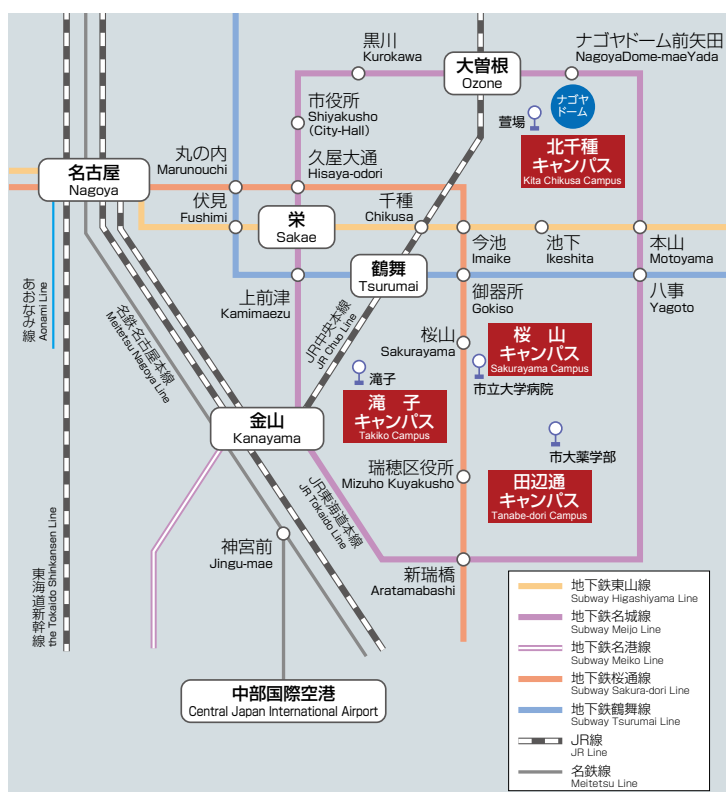 黒川
Kurokawa
大曽根
Ozone
ナゴヤドーム前矢田
NagoyaDome-maeYada
市役所
Shiyakusho
(City-Hall)
萱場
ナゴヤ
ドーム
北千種
キャンパス
Kita Chikusa Campus
名古屋
Nagoya
丸の内
Marunouchi
久屋大通
Hisaya-odori
伏見
Fushimi
栄
Sakae
千種
Chikusa
今池
Imaike
池下
Ikeshita
本山
Motoyama
上前津
Kamimaezu
鶴舞
Tsurumai
御器所
Gokiso
八事
Yagoto
あおなみ線
Aonami Line
名鉄名古屋本線
Meitetsu Nagoya Line
JR中央本線
JR Chuo Line
桜山
Sakurayama
桜 山
キャンパス
Sakurayama Campus
市立大学病院
滝子
滝 子
キャンパス
Takiko Campus
金山
Kanayama
市大薬学部
瑞穂区役所
Mizuho Kuyakusho
田辺通
キャンパス
Tanabe-dori Campus
JR東海道本線
JR Tokaido Line
神宮前
Jingu-mae
新瑞橋
Aratamabashi
東海道新幹線
the Tokaido Shinkansen Line
中部国際空港
Central Japan International Airport
地下鉄東山線
Subway Higashiyama Line
地下鉄名城線
Subway Meijo Line
地下鉄名港線
Subway Meiko Line
地下鉄桜通線
Subway Sakura-dori Line
地下鉄鶴舞線
Subway Tsurumai Line
JR線
JR Line
名鉄線
Meitetsu Line